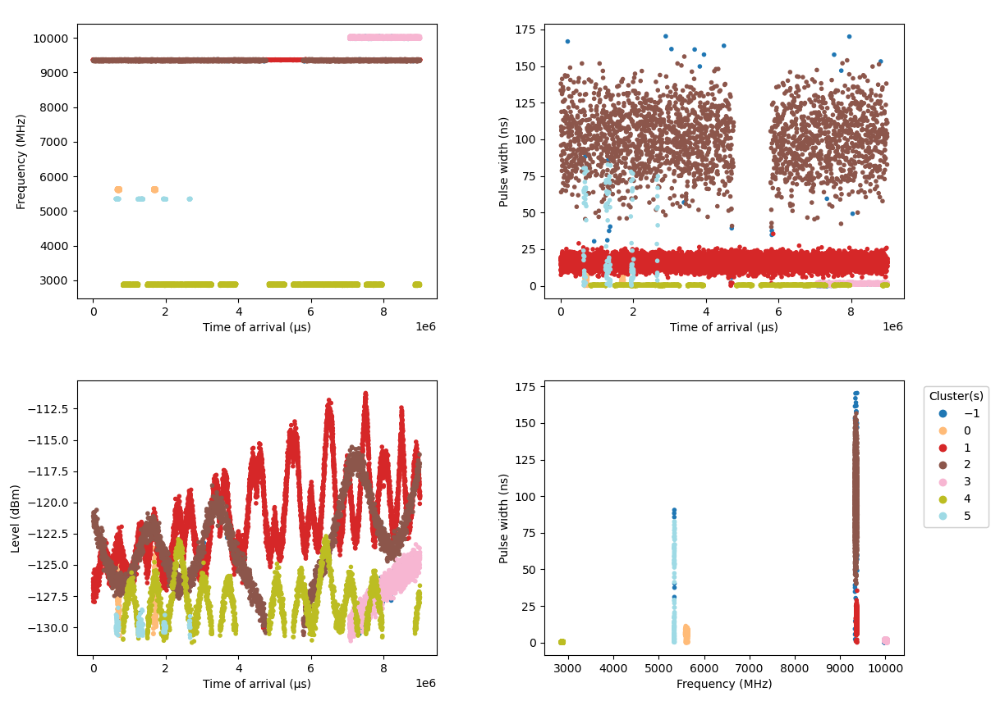 10000
9000
8000
7000
6000
5000
4000
3000
Frequency (MHz)
0 2 4 6 8
1e6
Time of arrival (µs)
175
150
125
100
75
50
25
0
Pulse width (ns)
0 2 4 6 8
1e6
Time of arrival (µs)
−112.5
−115.0
−117.5
−120.0
−122.5
−125.0
−127.5
−130.0
Level (dBm)
0 2 4 6 8
1e6
Time of arrival (µs)
175
150
125
100
75
50
25
0
Pulse width (ns)
3000 4000 5000 6000 7000 8000 9000 10000
Frequency (MHz)
Cluster(s)
−1
0
1
2
3
4
5